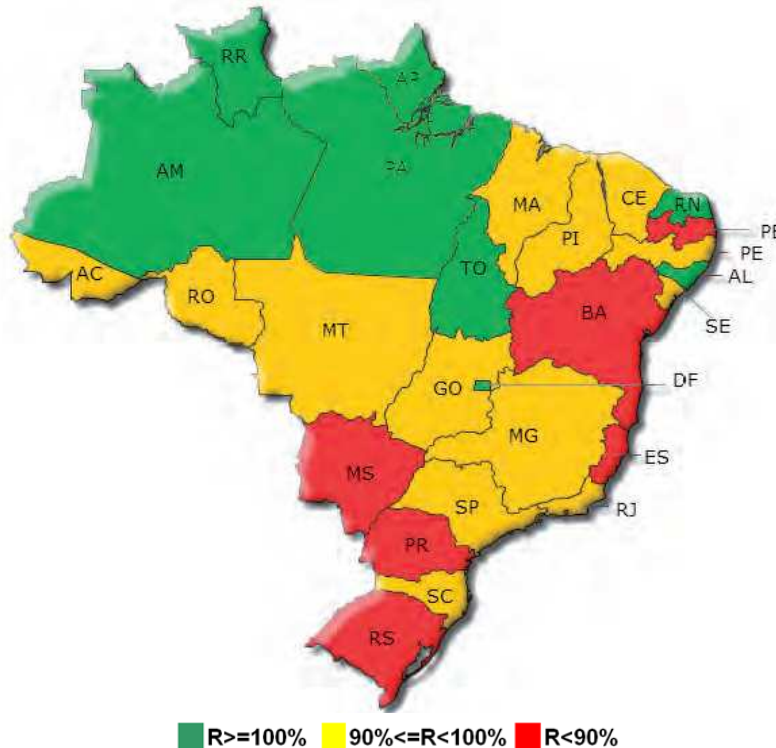 RR
AP
AM
PA
MA
CE
RN
PI
PE
AL
SE
AC
RO
TO
BA
MT
GO
DF
MG
ES
MS
SP
RJ
PR
SC
RS
R>=100% 90%<=R<100% R<90%